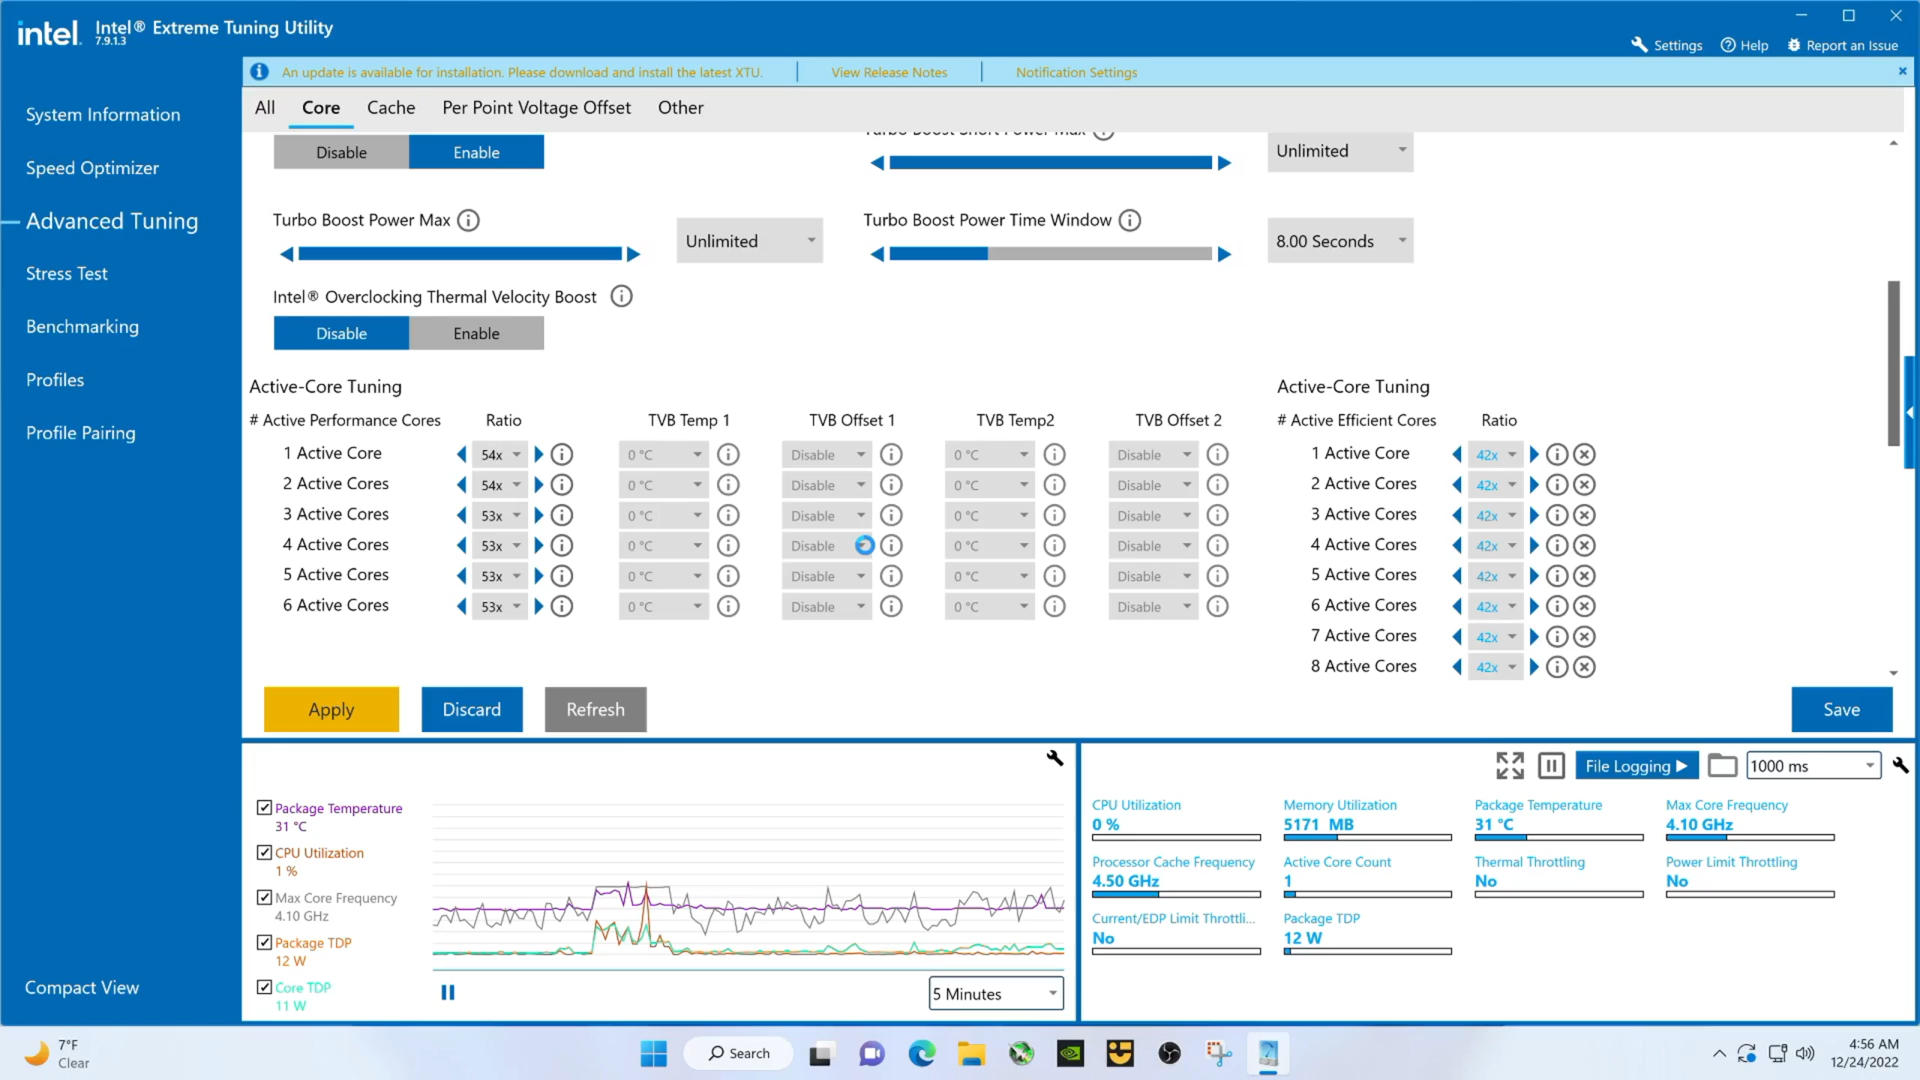 intel.
Intel® Extreme Tuning Utility
7.9.1.3
Settings
Help
Report an Issue
An update is available for installation. Please download and install the latest XTU.
View Release Notes
Notification Settings
System Information
Speed Optimizer
Advanced Tuning
Stress Test
Benchmarking
Profiles
Profile Pairing
Compact View
All
Core
Cache
Per Point Voltage Offset
Other
Disable
Enable
Turbo Boost Short Power Max
Unlimited
Turbo Boost Power Max
Unlimited
Turbo Boost Power Time Window
8.00 Seconds
Intel® Overclocking Thermal Velocity Boost
Disable
Enable
Active-Core Tuning
# Active Performance Cores Ratio TVB Temp 1 TVB Offset 1 TVB Temp2 TVB Offset 2
1 Active Core 54x 0 °C Disable 0 °C Disable
2 Active Cores 54x 0 °C Disable 0 °C Disable
3 Active Cores 53x 0 °C Disable 0 °C Disable
4 Active Cores 53x 0 °C Disable 0 °C Disable
5 Active Cores 53x 0 °C Disable 0 °C Disable
6 Active Cores 53x 0 °C Disable 0 °C Disable
Active-Core Tuning
# Active Efficient Cores Ratio
1 Active Core 42x
2 Active Cores 42x
3 Active Cores 42x
4 Active Cores 42x
5 Active Cores 42x
6 Active Cores 42x
7 Active Cores 42x
8 Active Cores 42x
Apply
Discard
Refresh
Save
Package Temperature
31 °C
CPU Utilization
1 %
Max Core Frequency
4.10 GHz
Package TDP
12 W
Core TDP
11 W
5 Minutes
File Logging
1000 ms
CPU Utilization
0 %
Memory Utilization
5171 MB
Package Temperature
31 °C
Max Core Frequency
4.10 GHz
Processor Cache Frequency
4.50 GHz
Active Core Count
1
Thermal Throttling
No
Power Limit Throttling
No
Current/EDP Limit Throttli...
No
Package TDP
12 W
7°F
Clear
Search
4:56 AM
12/24/2022